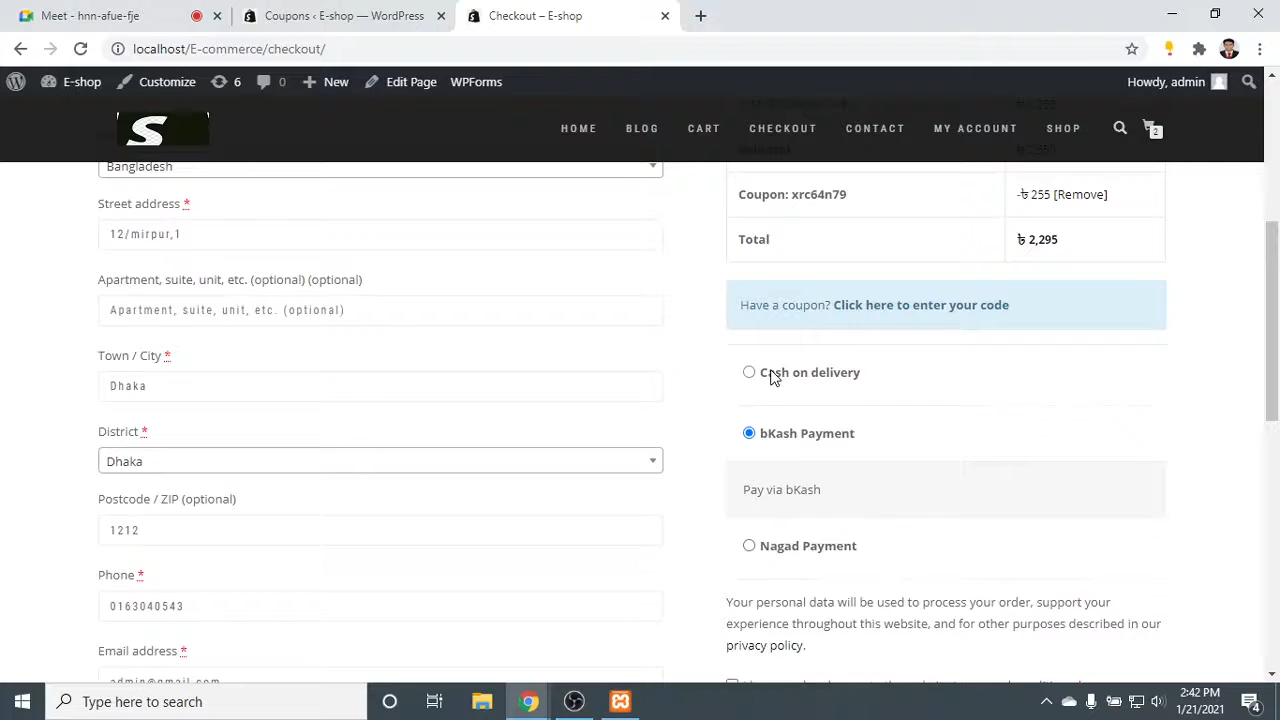 Meet - hnr-afue-fje
Coupons ‹ E-shop — WordPress
Checkout – E-shop
localhost/E-commerce/checkout/
E-shop
Customize
6
0
New
Edit Page
WPForms
Howdy, admin
S
HOME
BLOG
CART
CHECKOUT
CONTACT
MY ACCOUNT
SHOP
2
Bangladesh
Street address *
12/mirpur,1
Apartment, suite, unit, etc. (optional) (optional)
Apartment, suite, unit, etc. (optional)
Town / City *
Dhaka
District *
Dhaka
Postcode / ZIP (optional)
1212
Phone *
0163040543
Email address *
admin@gmail.com
Coupon: xrc64n79
-৳ 255 [Remove]
Total
৳ 2,295
Have a coupon? Click here to enter your code
Cash on delivery
bKash Payment
Pay via bKash
Nagad Payment
Your personal data will be used to process your order, support your
experience throughout this website, and for other purposes described in our
privacy policy.
Type here to search
2:42 PM
1/21/2021
4